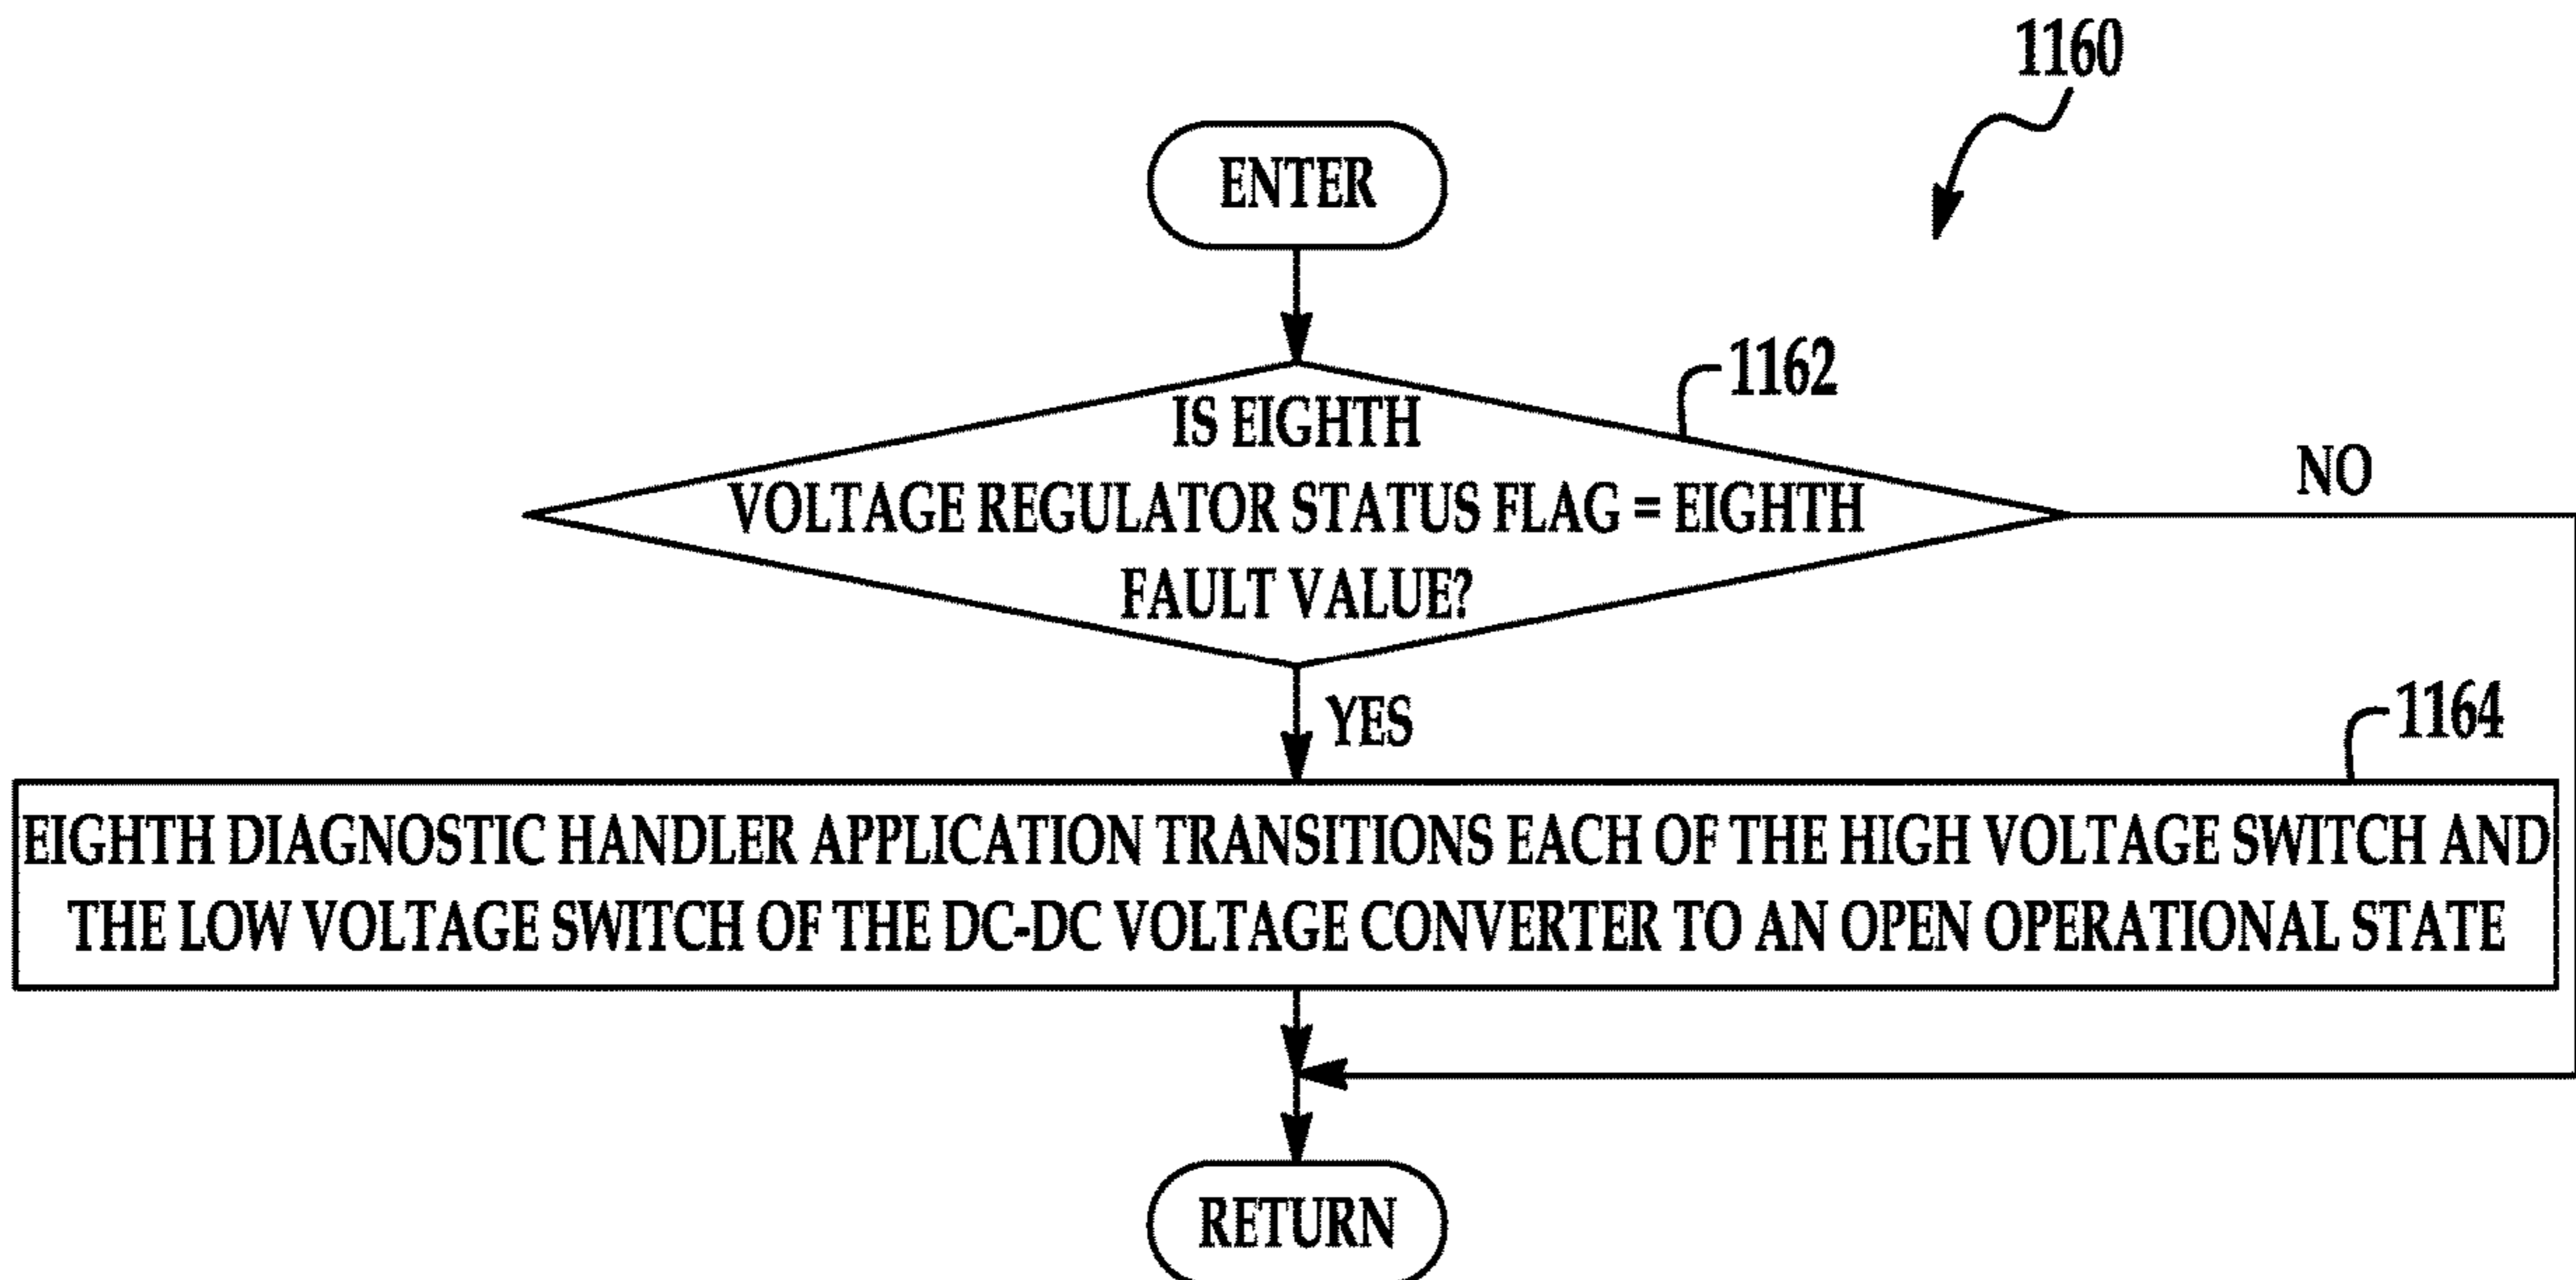 1160
ENTER
1162
IS EIGHTH
VOLTAGE REGULATOR STATUS FLAG = EIGHTH
FAULT VALUE?
NO
YES
1164
EIGHTH DIAGNOSTIC HANDLER APPLICATION TRANSITIONS EACH OF THE HIGH VOLTAGE SWITCH AND
THE LOW VOLTAGE SWITCH OF THE DC-DC VOLTAGE CONVERTER TO AN OPEN OPERATIONAL STATE
RETURN